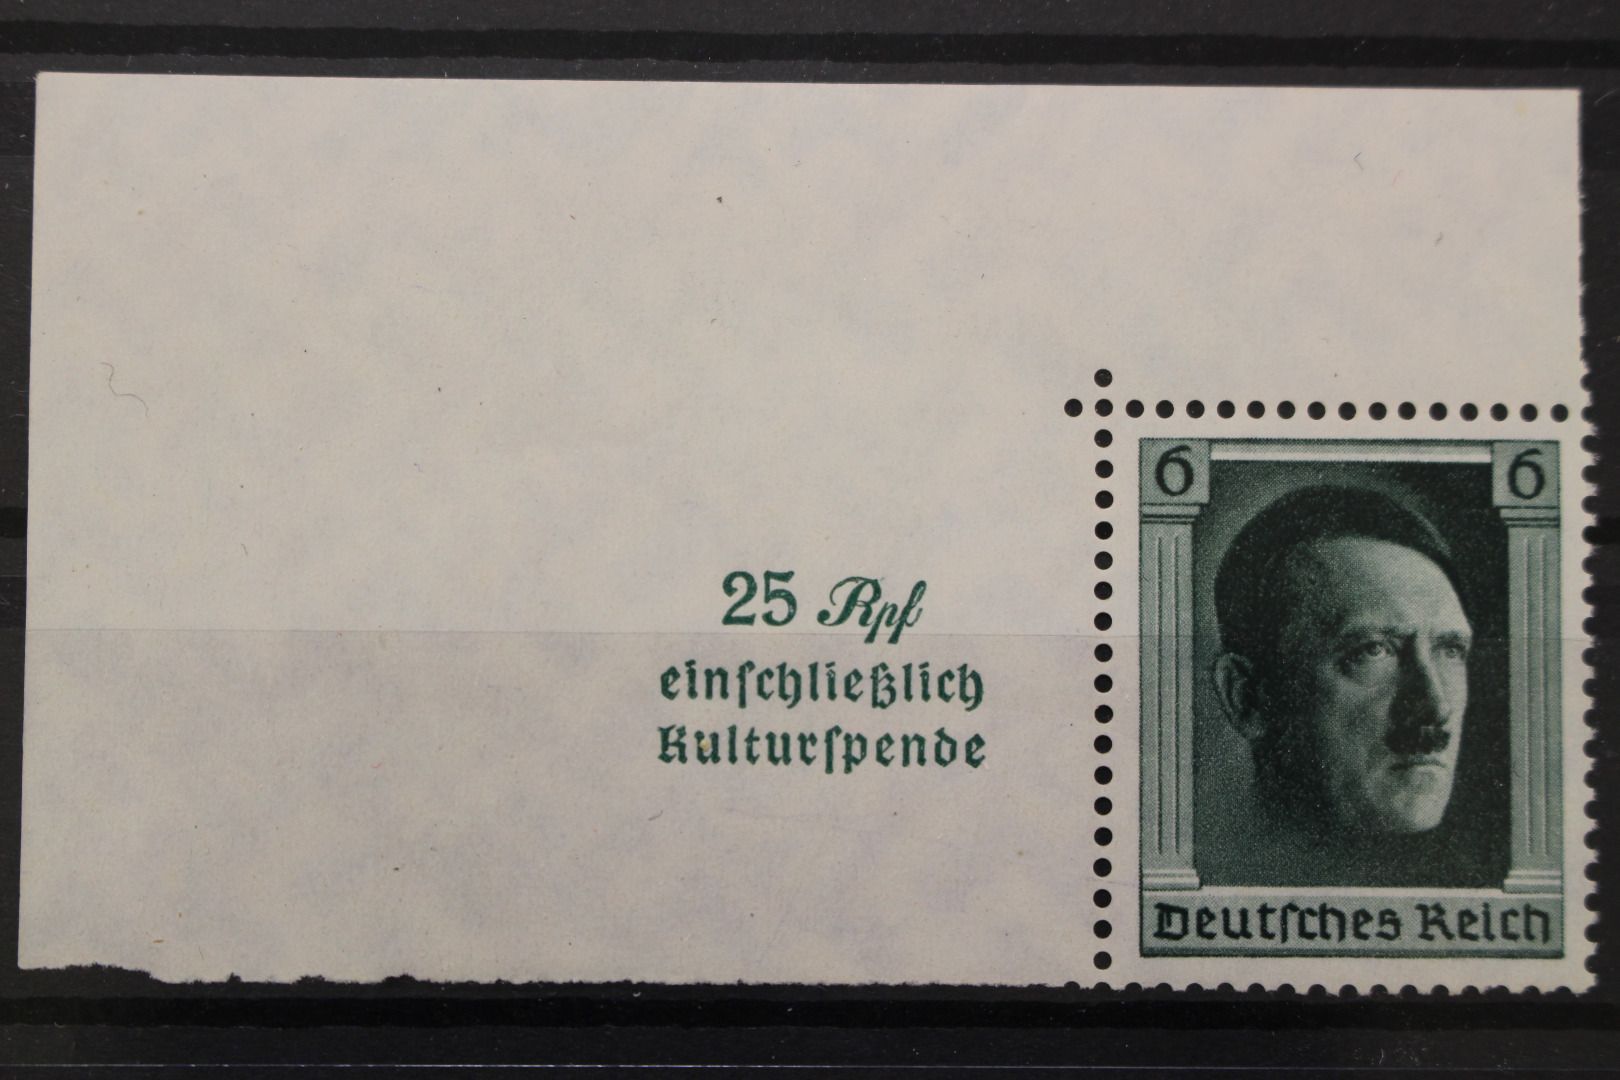 6 6
25 Rpf
einſchließlich
Kulturſpende
Deutſches Reich